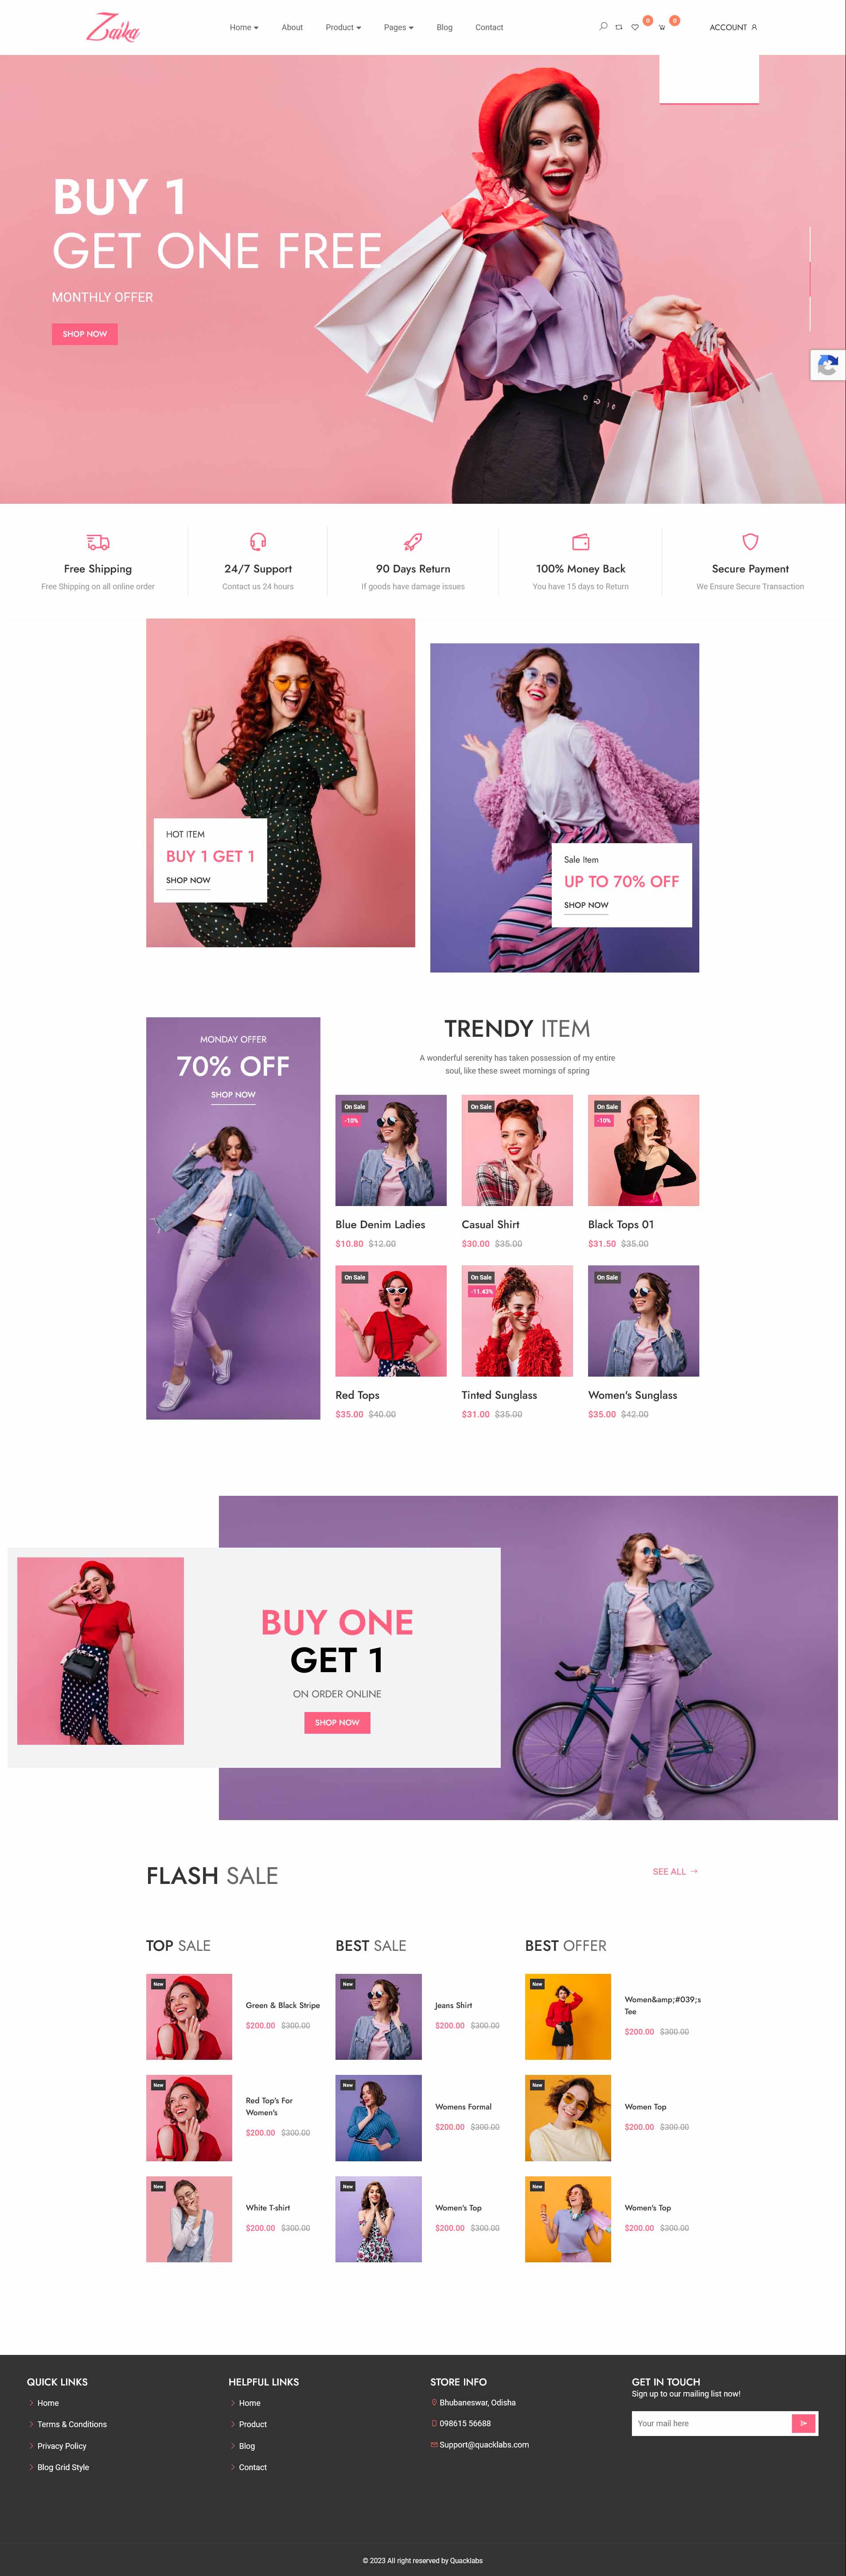 Zaika
Home
About
Product
Pages
Blog
Contact
0
0
ACCOUNT
BUY 1
GET ONE FREE
MONTHLY OFFER
SHOP NOW
Free Shipping
Free Shipping on all online order
24/7 Support
Contact us 24 hours
90 Days Return
If goods have damage issues
100% Money Back
You have 15 days to Return
Secure Payment
We Ensure Secure Transaction
HOT ITEM
BUY 1 GET 1
SHOP NOW
Sale Item
UP TO 70% OFF
SHOP NOW
MONDAY OFFER
70% OFF
SHOP NOW
TRENDY ITEM
A wonderful serenity has taken possession of my entire
soul, like these sweet mornings of spring
On Sale
-10%
Blue Denim Ladies
$10.80 $12.00
On Sale
Casual Shirt
$30.00 $35.00
On Sale
-10%
Black Tops 01
$31.50 $35.00
On Sale
Red Tops
$35.00 $40.00
On Sale
-11.43%
Tinted Sunglass
$31.00 $35.00
On Sale
Women's Sunglass
$35.00 $42.00
BUY ONE
GET 1
ON ORDER ONLINE
SHOP NOW
FLASH SALE
SEE ALL
TOP SALE
New
Green & Black Stripe
$200.00 $300.00
New
Red Top's For
Women's
$200.00 $300.00
New
White T-shirt
$200.00 $300.00
BEST SALE
New
Jeans Shirt
$200.00 $300.00
New
Womens Formal
$200.00 $300.00
New
Women's Top
$200.00 $300.00
BEST OFFER
New
Women&amp;#039;s
Tee
$200.00 $300.00
New
Women Top
$200.00 $300.00
New
Women's Top
$200.00 $300.00
QUICK LINKS
Home
Terms & Conditions
Privacy Policy
Blog Grid Style
HELPFUL LINKS
Home
Product
Blog
Contact
STORE INFO
Bhubaneswar, Odisha
098615 56688
Support@quacklabs.com
GET IN TOUCH
Sign up to our mailing list now!
Your mail here
© 2023 All right reserved by Quacklabs